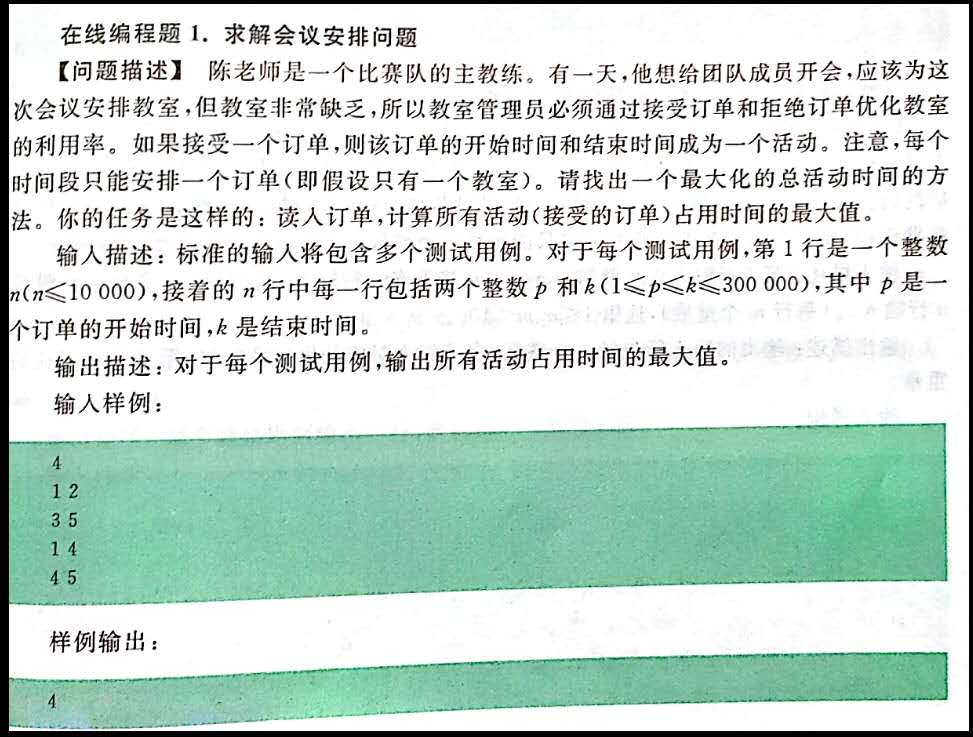 在线编程题 1. 求解会议安排问题
【问题描述】 陈老师是一个比赛队的主教练。有一天,他想给团队成员开会,应该为这
次会议安排教室,但教室非常缺乏,所以教室管理员必须通过接受订单和拒绝订单优化教室
的利用率。如果接受一个订单,则该订单的开始时间和结束时间成为一个活动。注意,每个
时间段只能安排一个订单(即假设只有一个教室)。请找出一个最大化的总活动时间的方
法。你的任务是这样的:读入订单,计算所有活动(接受的订单)占用时间的最大值。
输入描述:标准的输入将包含多个测试用例。对于每个测试用例,第 1 行是一个整数
n(n≤10 000),接着的 n 行中每一行包括两个整数 p 和 k(1≤p≤k≤300 000),其中 p 是一
个订单的开始时间,k 是结束时间。
输出描述:对于每个测试用例,输出所有活动占用时间的最大值。
输入样例:
4
1 2
3 5
1 4
4 5
样例输出:
4